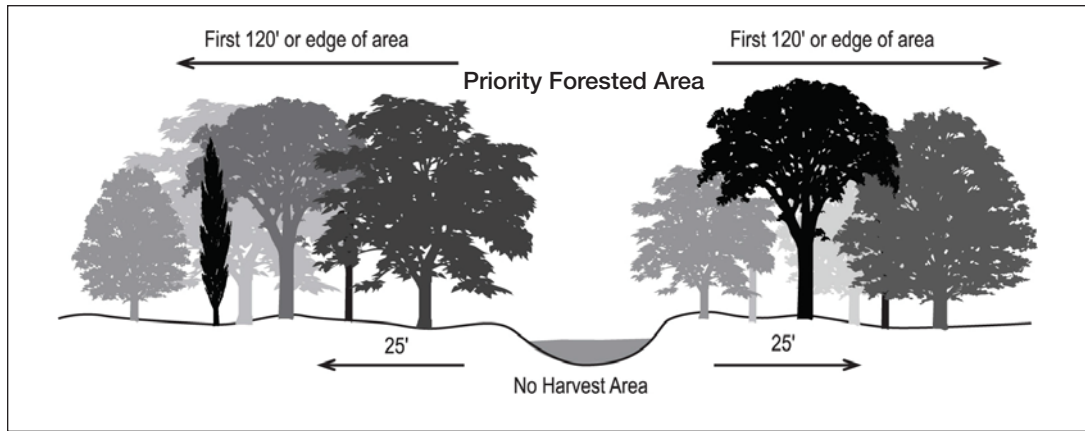 First 120' or edge of area
First 120' or edge of area
Priority Forested Area
25'
25'
No Harvest Area